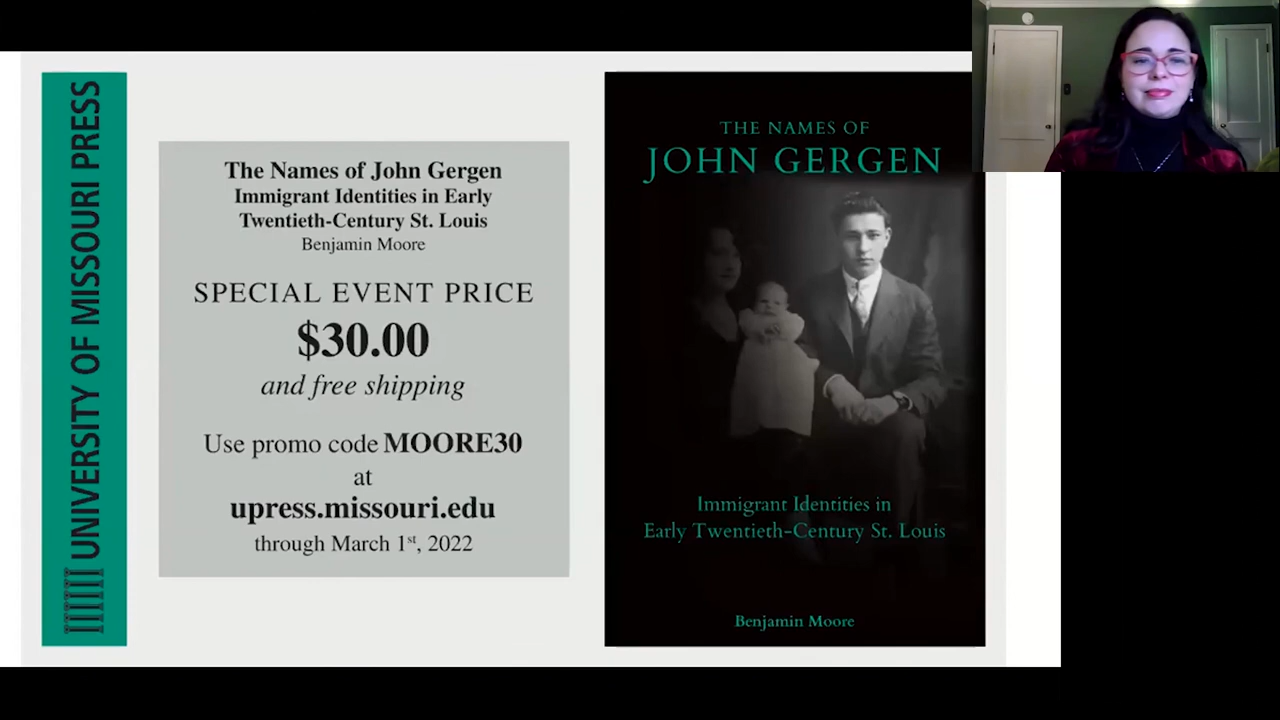 UNIVERSITY OF MISSOURI PRESS
The Names of John Gergen
Immigrant Identities in Early
Twentieth-Century St. Louis
Benjamin Moore
SPECIAL EVENT PRICE
$30.00
and free shipping
Use promo code MOORE30
at
upress.missouri.edu
through March 1st, 2022
THE NAMES OF
JOHN GERGEN
Immigrant Identities in
Early Twentieth-Century St. Louis
Benjamin Moore